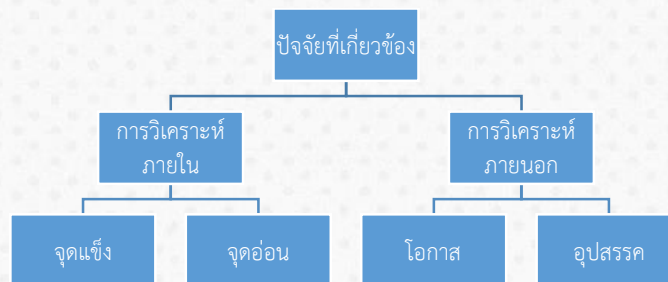 ปัจจัยที่เกี่ยวข้อง
การวิเคราะห์
ภายใน
การวิเคราะห์
ภายนอก
จุดแข็ง
จุดอ่อน
โอกาส
อุปสรรค